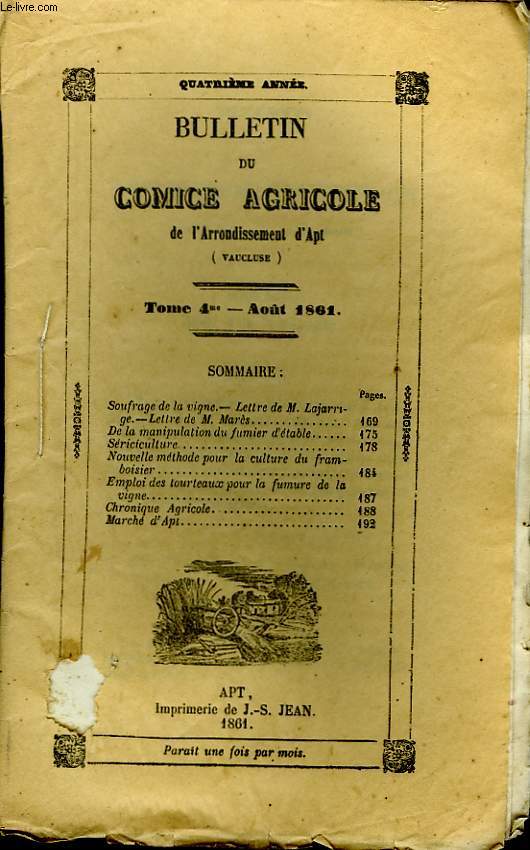 Le-livre.com
QUATRIÈME ANNÉE.
BULLETIN
DU
COMICE AGRICOLE
de l'Arrondissement d'Apt
( VAUCLUSE )
Tome 4me — Août 1861.
SOMMAIRE :
Pages.
Soufrage de la vigne.— Lettre de M. Lajarri-
ge.—Lettre de M. Marès............... 169
De la manipulation du fumier d'étable...... 175
Sériciculture........................ 178
Nouvelle méthode pour la culture du fram-
boisier........................... 184
Emploi des tourteaux pour la fumure de la
vigne............................. 187
Chronique Agricole.................... 188
Marché d'Apt......................... 192
APT,
Imprimerie de J.-S. JEAN.
1861.
Parait une fois par mois.